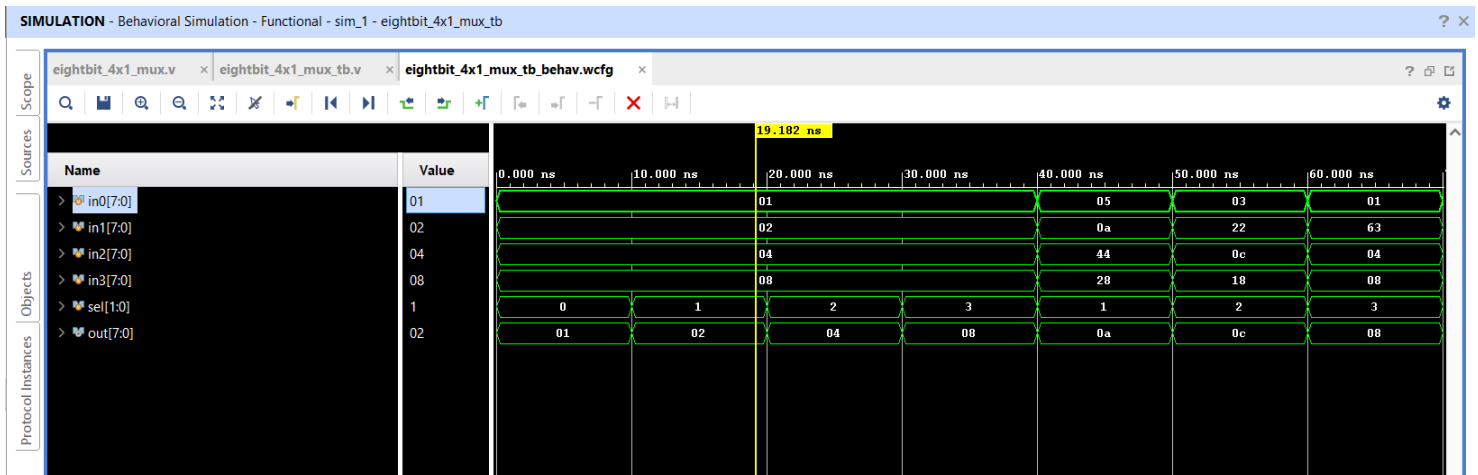 SIMULATION - Behavioral Simulation - Functional - sim_1 - eightbit_4x1_mux_tb ? ×
Scope
Sources
Objects
Protocol Instances
eightbit_4x1_mux.v × eightbit_4x1_mux_tb.v × eightbit_4x1_mux_tb_behav.wcfg × ?
19.182 ns
Name Value 0.000 ns 10.000 ns 20.000 ns 30.000 ns 40.000 ns 50.000 ns 60.000 ns
> in0[7:0] 01 01 05 03 01
> in1[7:0] 02 02 0a 22 63
> in2[7:0] 04 04 44 0c 04
> in3[7:0] 08 08 28 18 08
> sel[1:0] 1 0 1 2 3 1 2 3
> out[7:0] 02 01 02 04 08 0a 0c 08